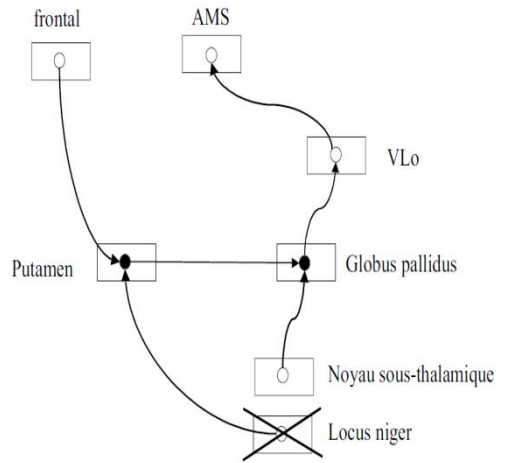 frontal
AMS
VLo
Putamen
Globus pallidus
Noyau sous-thalamique
Locus niger